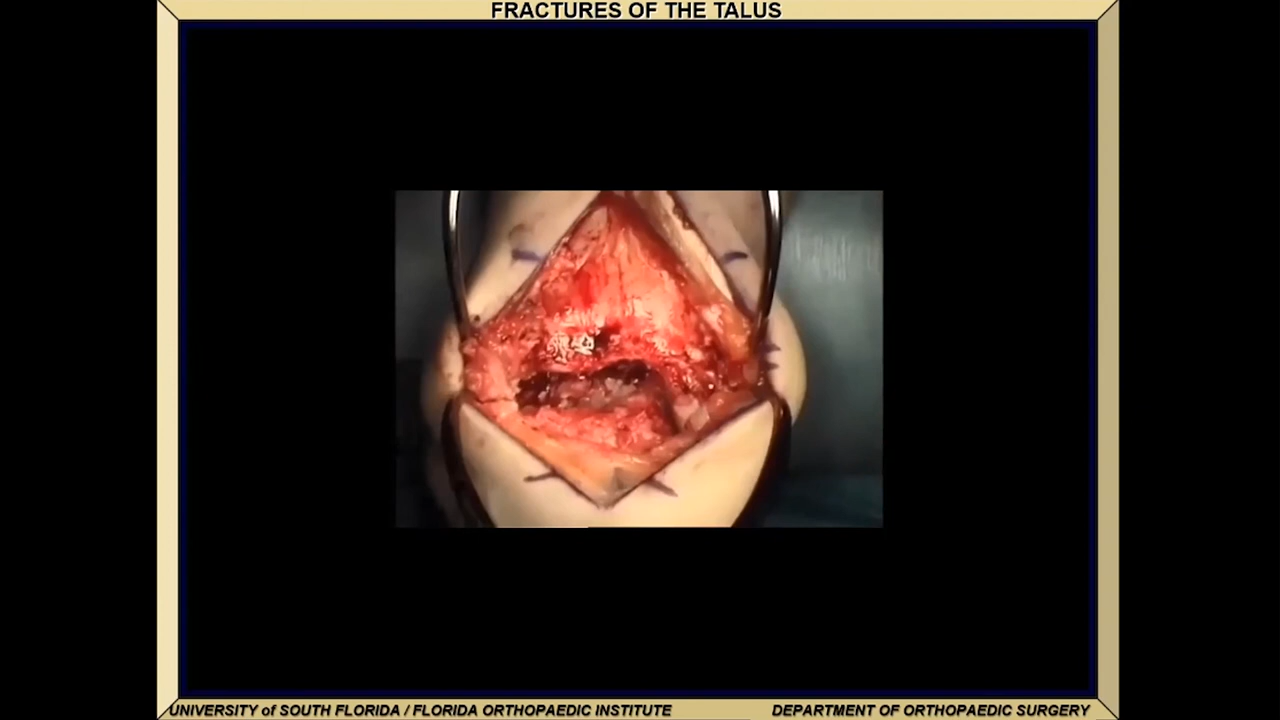 FRACTURES OF THE TALUS
UNIVERSITY of SOUTH FLORIDA / FLORIDA ORTHOPAEDIC INSTITUTE
DEPARTMENT OF ORTHOPAEDIC SURGERY